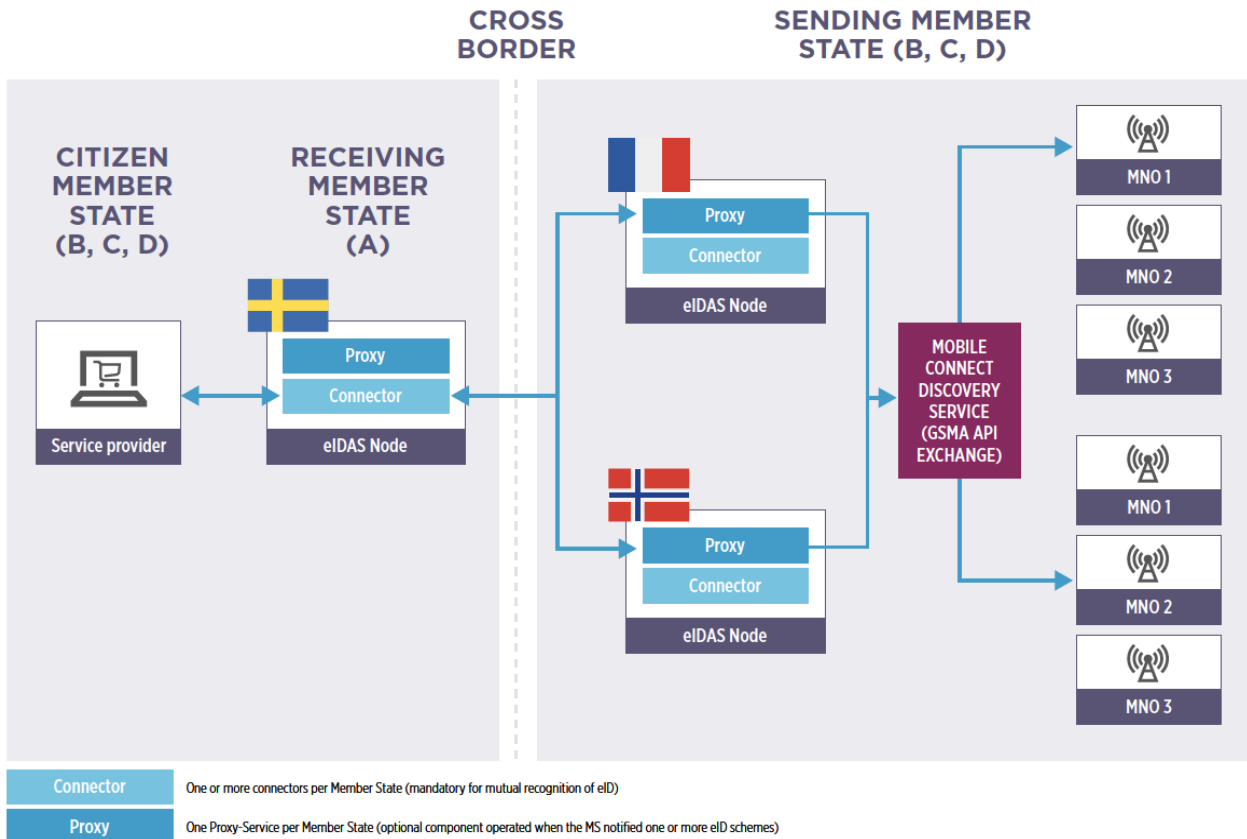 CROSS
BORDER
SENDING MEMBER
STATE (B, C, D)
CITIZEN
MEMBER
STATE
(B, C, D)
RECEIVING
MEMBER
STATE
(A)
Service provider
Proxy
Connector
eIDAS Node
Proxy
Connector
eIDAS Node
Proxy
Connector
eIDAS Node
MOBILE
CONNECT
DISCOVERY
SERVICE
(GSMA API
EXCHANGE)
MNO 1
MNO 2
MNO 3
MNO 1
MNO 2
MNO 3
Connector
One or more connectors per Member State (mandatory for mutual recognition of eID)
Proxy
One Proxy-Service per Member State (optional component operated when the MS notified one or more eID schemes)